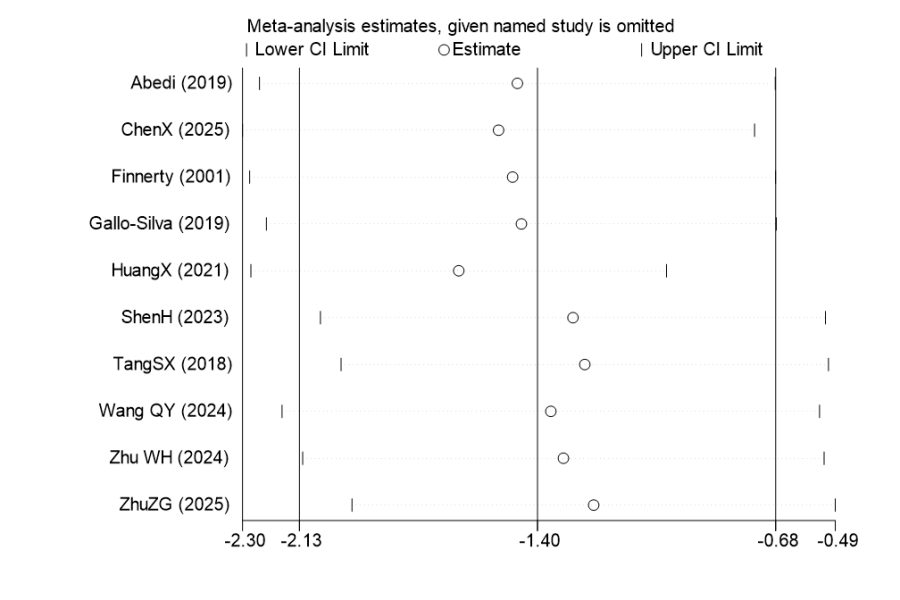 Meta-analysis estimates, given named study is omitted
| Lower CI Limit ○Estimate | Upper CI Limit
Abedi (2019)
ChenX (2025)
Finnerty (2001)
Gallo-Silva (2019)
HuangX (2021)
ShenH (2023)
TangSX (2018)
Wang QY (2024)
Zhu WH (2024)
ZhuZG (2025)
-2.30 -2.13 -1.40 -0.68 -0.49